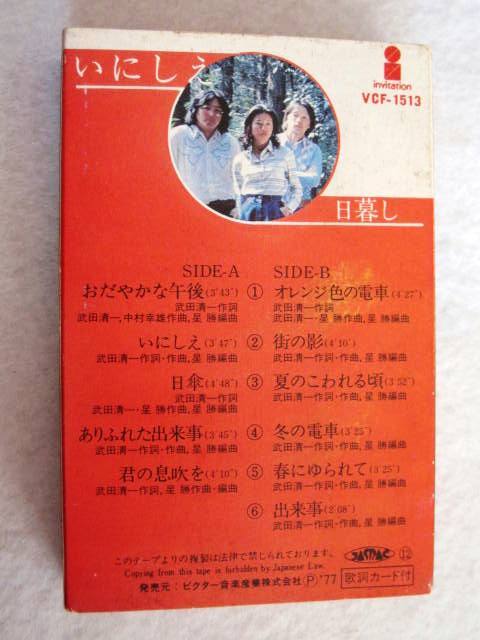 いにしえ
invitation
VCF-1513
日暮し
SIDE-A
おだやかな午後(3'43")
武田清一作詞
武田清一,中村幸雄作曲,星 勝編曲
いにしえ(3'47")
武田清一作詞・作曲,星 勝編曲
日傘(4'48")
武田清一作詞
武田清一・星 勝作曲,星 勝編曲
ありふれた出来事(3'45")
武田清一作詞・作曲,星 勝編曲
君の息吹を(4'10")
武田清一作詞,星 勝作曲・編曲
SIDE-B
① オレンジ色の電車(4'27")
武田清一作詞
武田清一・星 勝作曲,星 勝編曲
② 街の影(4'10")
武田清一作詞・作曲,星 勝編曲
③ 夏のこわれる頃(3'52")
武田清一作詞・作曲,星 勝編曲
④ 冬の電車(3'25")
武田清一作詞・作曲,星 勝編曲
⑤ 春にゆられて(3'25")
武田清一作詞・作曲,星 勝編曲
⑥ 出来事(2'08")
武田清一作詞・作曲,星 勝編曲
このテープよりの複製は法律で禁じられております。
Copying from this tape is forbidden by Japanese Law.
JASRAC ⑫
発売元:ビクター音楽産業株式会社 Ⓟ'77 歌詞カード付